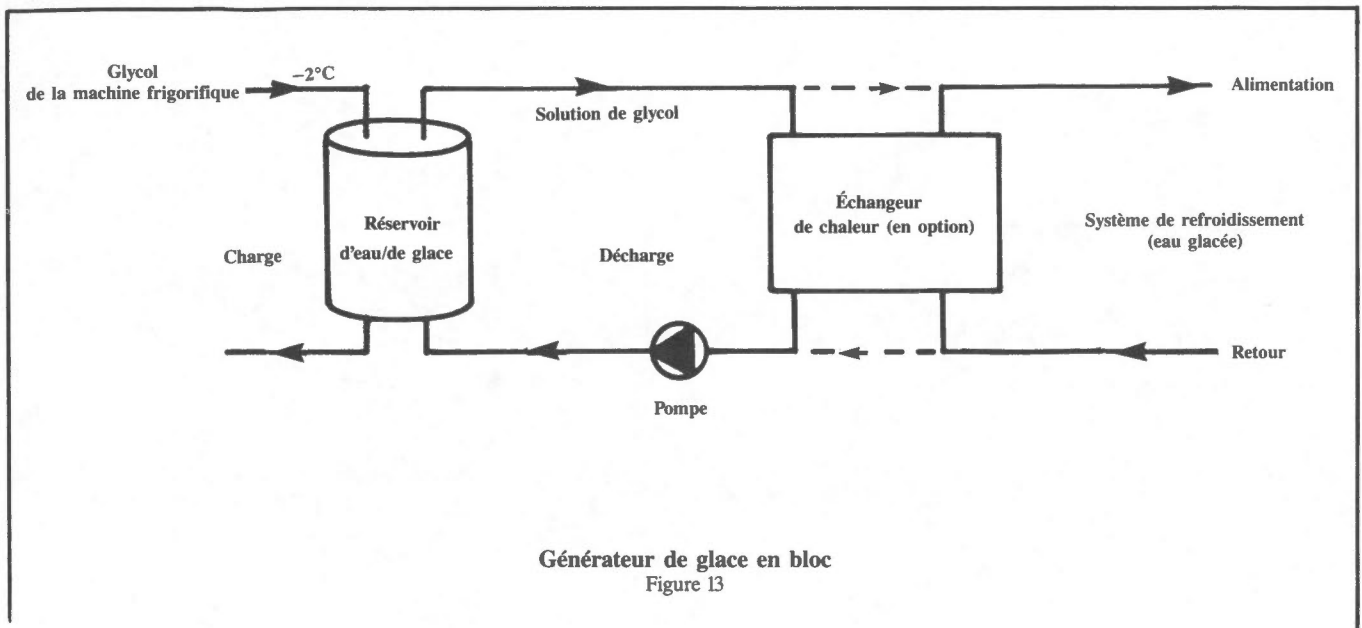 Glycol
de la machine frigorifique
−2°C
Solution de glycol
Alimentation
Réservoir
d'eau/de glace
Échangeur
de chaleur (en option)
Système de refroidissement
(eau glacée)
Charge
Décharge
Retour
Pompe
Générateur de glace en bloc
Figure 13